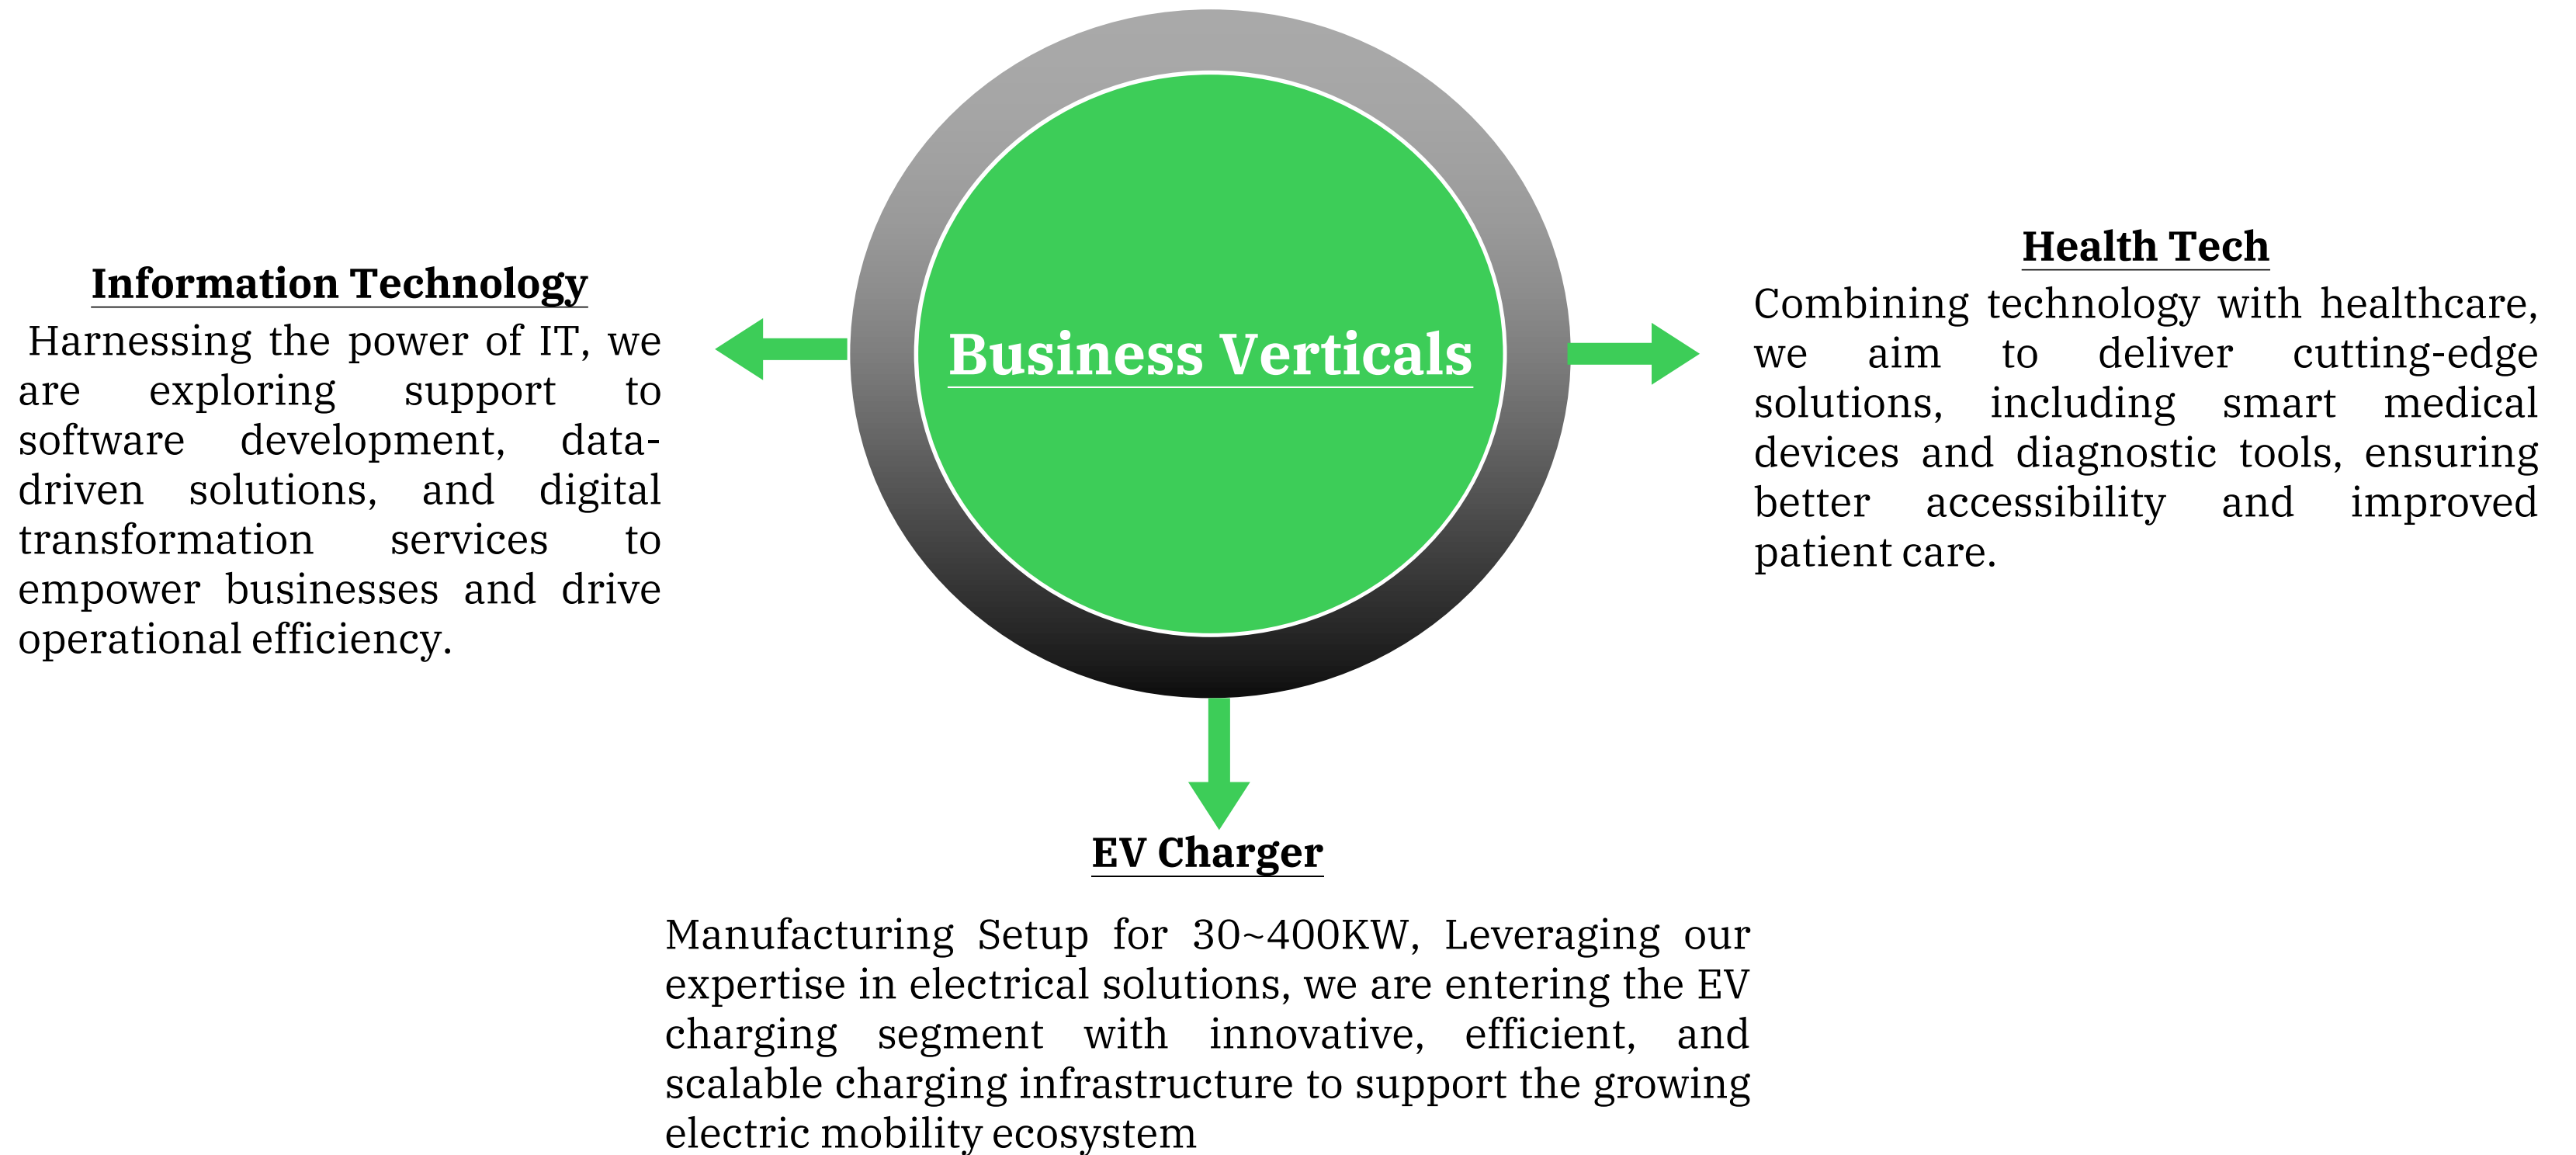 Business Verticals
Information Technology
Harnessing the power of IT, we
are exploring support to
software development, data-
driven solutions, and digital
transformation services to
empower businesses and drive
operational efficiency.
Health Tech
Combining technology with healthcare,
we aim to deliver cutting-edge
solutions, including smart medical
devices and diagnostic tools, ensuring
better accessibility and improved
patient care.
EV Charger
Manufacturing Setup for 30~400KW, Leveraging our
expertise in electrical solutions, we are entering the EV
charging segment with innovative, efficient, and
scalable charging infrastructure to support the growing
electric mobility ecosystem